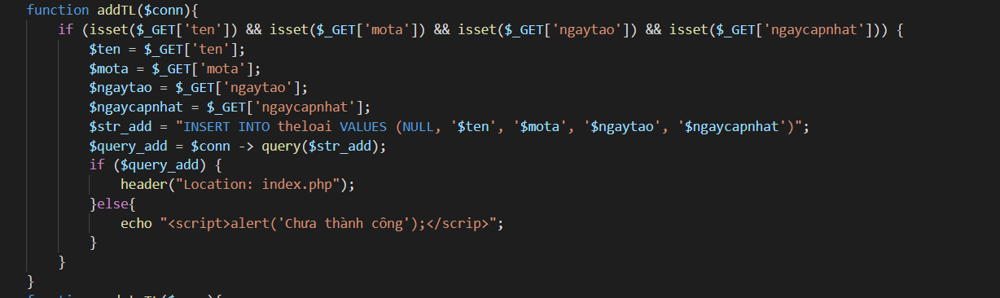 function addTL($conn){
if (isset($_GET['ten']) && isset($_GET['mota']) && isset($_GET['ngaytao']) && isset($_GET['ngaycapnhat'])) {
$ten = $_GET['ten'];
$mota = $_GET['mota'];
$ngaytao = $_GET['ngaytao'];
$ngaycapnhat = $_GET['ngaycapnhat'];
$str_add = "INSERT INTO theloai VALUES (NULL, '$ten', '$mota', '$ngaytao', '$ngaycapnhat')";
$query_add = $conn -> query($str_add);
if ($query_add) {
header("Location: index.php");
}else{
echo "<script>alert('Chưa thành công');</scrip>";
}
}
}